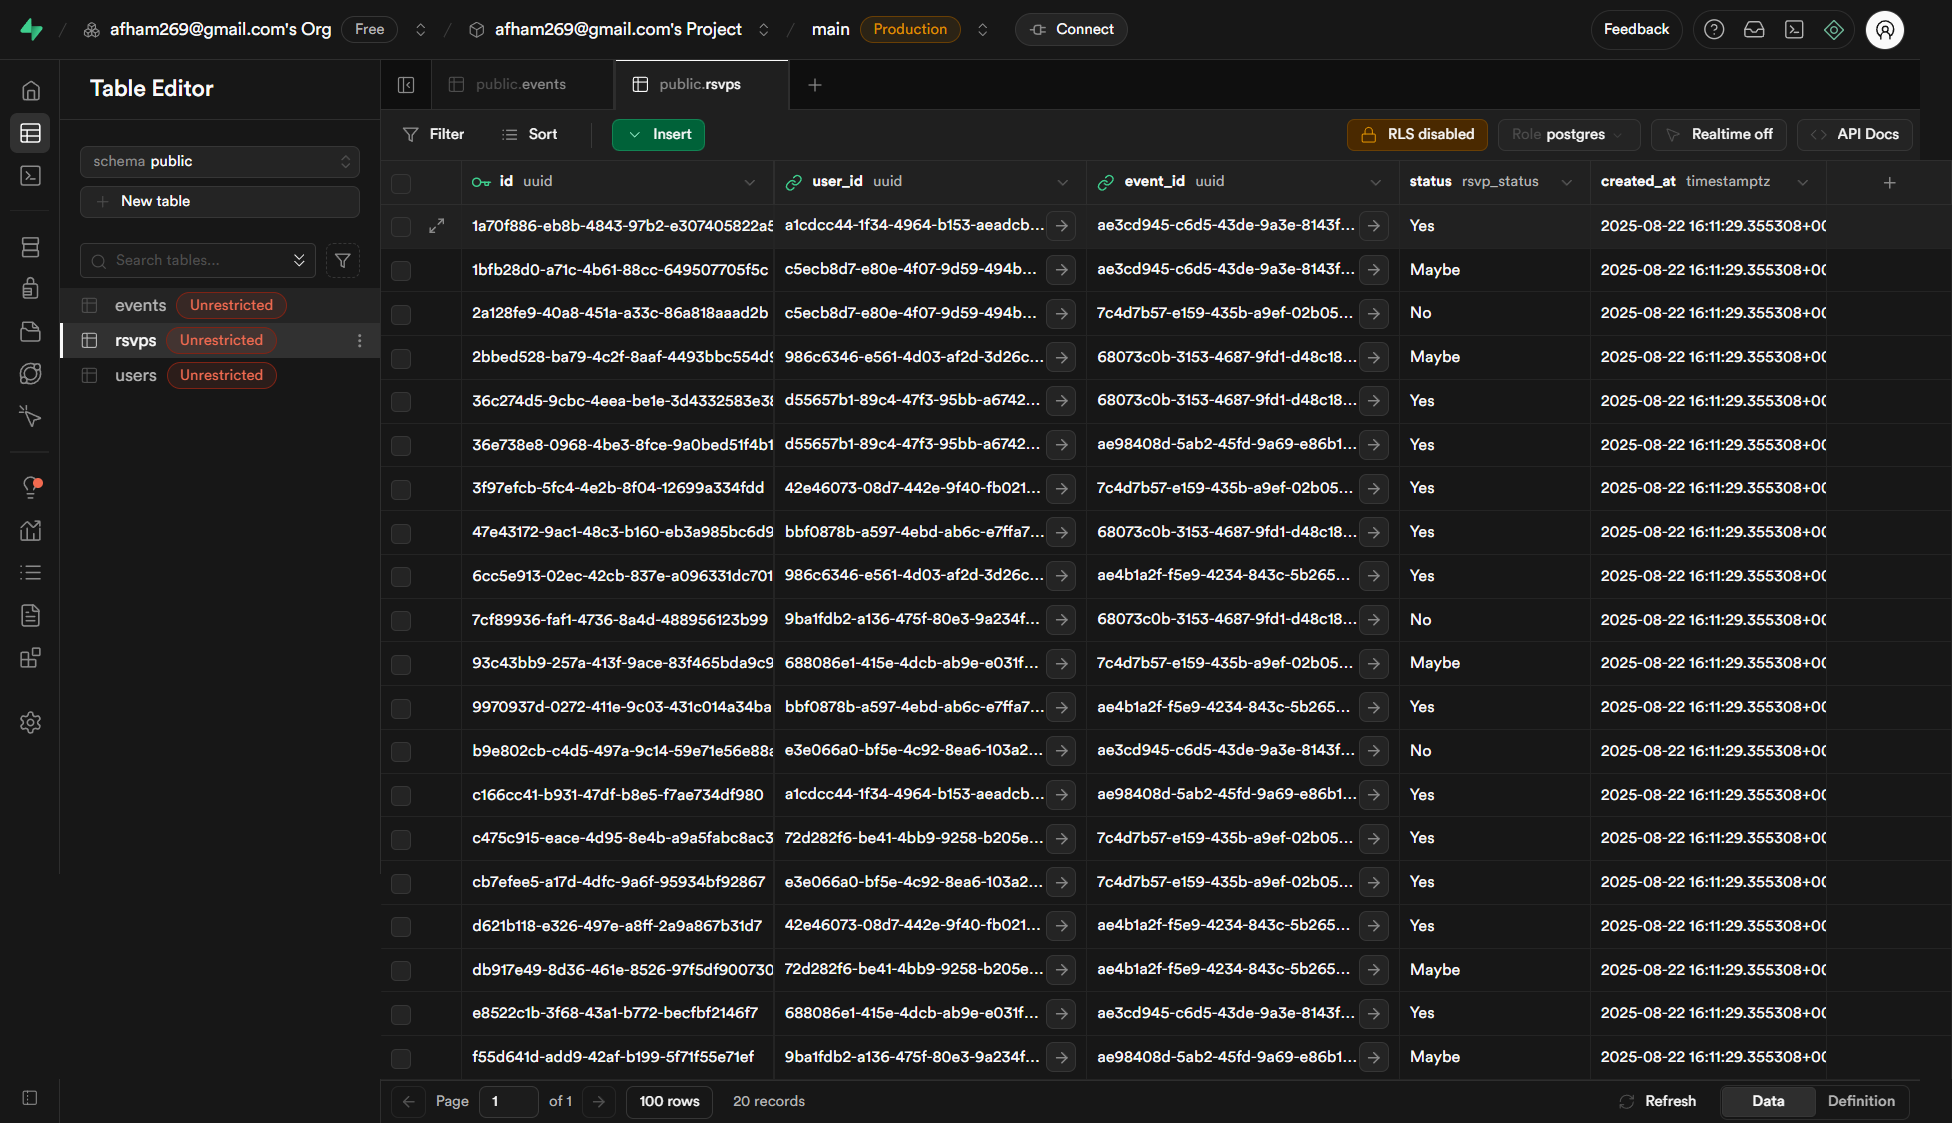 afham269@gmail.com's Org Free afham269@gmail.com's Project main Production Connect Feedback
Table Editor
public.events public.rsvps
Filter Sort Insert RLS disabled Role postgres Realtime off API Docs
schema public
New table
Search tables...
events Unrestricted
rsvps Unrestricted
users Unrestricted
id uuid user_id uuid event_id uuid status rsvp_status created_at timestamptz
1a70f886-eb8b-4843-97b2-e307405822a5 a1cdcc44-1f34-4964-b153-aeadcb... ae3cd945-c6d5-43de-9a3e-8143f... Yes 2025-08-22 16:11:29.355308+00
1bfb28d0-a71c-4b61-88cc-649507705f5c c5ecb8d7-e80e-4f07-9d59-494b... ae3cd945-c6d5-43de-9a3e-8143f... Maybe 2025-08-22 16:11:29.355308+00
2a128fe9-40a8-451a-a33c-86a818aaad2b c5ecb8d7-e80e-4f07-9d59-494b... 7c4d7b57-e159-435b-a9ef-02b05... No 2025-08-22 16:11:29.355308+00
2bbed528-ba79-4c2f-8aaf-4493bbc554d9 986c6346-e561-4d03-af2d-3d26c... 68073c0b-3153-4687-9fd1-d48c18... Maybe 2025-08-22 16:11:29.355308+00
36c274d5-9cbc-4eea-be1e-3d4332583e38 d55657b1-89c4-47f3-95bb-a6742... 68073c0b-3153-4687-9fd1-d48c18... Yes 2025-08-22 16:11:29.355308+00
36e738e8-0968-4be3-8fce-9a0bed51f4b1 d55657b1-89c4-47f3-95bb-a6742... ae98408d-5ab2-45fd-9a69-e86b1... Yes 2025-08-22 16:11:29.355308+00
3f97efcb-5fc4-4e2b-8f04-12699a334fdd 42e46073-08d7-442e-9f40-fb021... 7c4d7b57-e159-435b-a9ef-02b05... Yes 2025-08-22 16:11:29.355308+00
47e43172-9ac1-48c3-b160-eb3a985bc6d9 bbf0878b-a597-4ebd-ab6c-e7ffa7... 68073c0b-3153-4687-9fd1-d48c18... Yes 2025-08-22 16:11:29.355308+00
6cc5e913-02ec-42cb-837e-a096331dc701 986c6346-e561-4d03-af2d-3d26c... ae4b1a2f-f5e9-4234-843c-5b265... Yes 2025-08-22 16:11:29.355308+00
7cf89936-faf1-4736-8a4d-488956123b99 9ba1fdb2-a136-475f-80e3-9a234f... 68073c0b-3153-4687-9fd1-d48c18... No 2025-08-22 16:11:29.355308+00
93c43bb9-257a-413f-9ace-83f465bda9c9 688086e1-415e-4dcb-ab9e-e031f... 7c4d7b57-e159-435b-a9ef-02b05... Maybe 2025-08-22 16:11:29.355308+00
9970937d-0272-411e-9c03-431c014a34ba bbf0878b-a597-4ebd-ab6c-e7ffa7... ae4b1a2f-f5e9-4234-843c-5b265... Yes 2025-08-22 16:11:29.355308+00
b9e802cb-c4d5-497a-9c14-59e71e56e88a e3e066a0-bf5e-4c92-8ea6-103a2... ae3cd945-c6d5-43de-9a3e-8143f... No 2025-08-22 16:11:29.355308+00
c166cc41-b931-47df-b8e5-f7ae734df980 a1cdcc44-1f34-4964-b153-aeadcb... ae98408d-5ab2-45fd-9a69-e86b1... Yes 2025-08-22 16:11:29.355308+00
c475c915-eace-4d95-8e4b-a9a5fabc8ac3 72d282f6-be41-4bb9-9258-b205e... 7c4d7b57-e159-435b-a9ef-02b05... Yes 2025-08-22 16:11:29.355308+00
cb7efee5-a17d-4dfc-9a6f-95934bf92867 e3e066a0-bf5e-4c92-8ea6-103a2... 7c4d7b57-e159-435b-a9ef-02b05... Yes 2025-08-22 16:11:29.355308+00
d621b118-e326-497e-a8ff-2a9a867b31d7 42e46073-08d7-442e-9f40-fb021... ae4b1a2f-f5e9-4234-843c-5b265... Yes 2025-08-22 16:11:29.355308+00
db917e49-8d36-461e-8526-97f5df900730 72d282f6-be41-4bb9-9258-b205e... ae4b1a2f-f5e9-4234-843c-5b265... Maybe 2025-08-22 16:11:29.355308+00
e8522c1b-3f68-43a1-b772-becfbf2146f7 688086e1-415e-4dcb-ab9e-e031f... ae3cd945-c6d5-43de-9a3e-8143f... Yes 2025-08-22 16:11:29.355308+00
f55d641d-add9-42af-b199-5f71f55e71ef 9ba1fdb2-a136-475f-80e3-9a234f... ae98408d-5ab2-45fd-9a69-e86b1... Maybe 2025-08-22 16:11:29.355308+00
Page 1 of 1 100 rows 20 records Refresh Data Definition